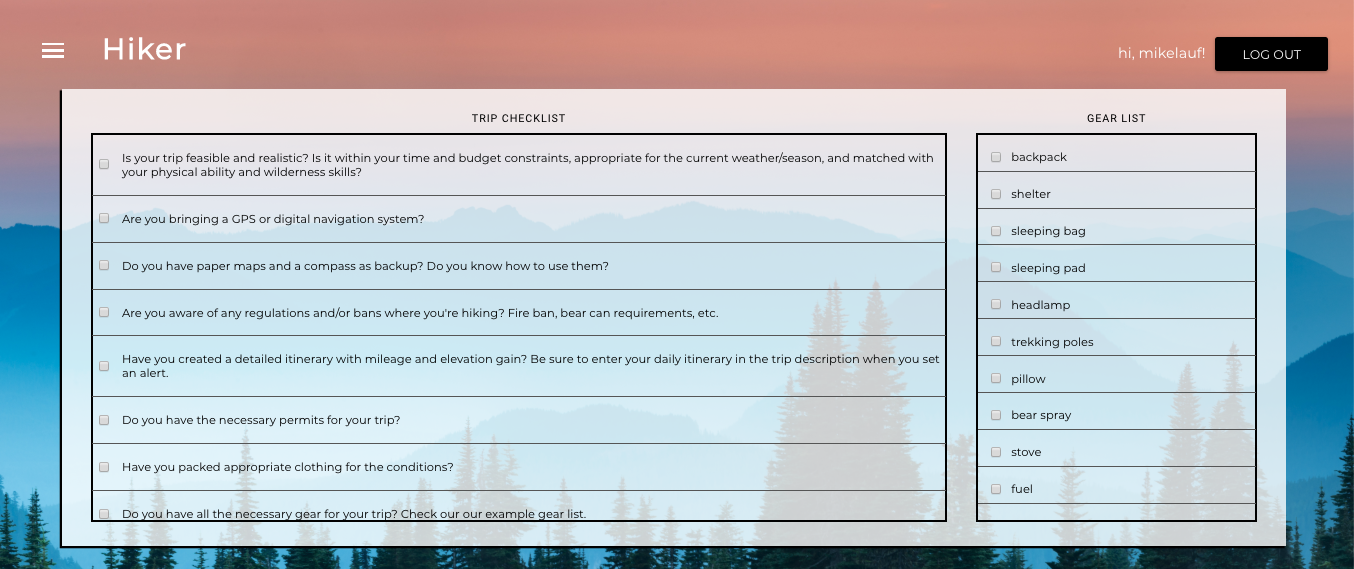 Hiker
hi, mikelauf!
LOG OUT
TRIP CHECKLIST
Is your trip feasible and realistic? Is it within your time and budget constraints, appropriate for the current weather/season, and matched with
your physical ability and wilderness skills?
Are you bringing a GPS or digital navigation system?
Do you have paper maps and a compass as backup? Do you know how to use them?
Are you aware of any regulations and/or bans where you're hiking? Fire ban, bear can requirements, etc.
Have you created a detailed itinerary with mileage and elevation gain? Be sure to enter your daily itinerary in the trip description when you set
an alert.
Do you have the necessary permits for your trip?
Have you packed appropriate clothing for the conditions?
Do you have all the necessary gear for your trip? Check our our example gear list.
GEAR LIST
backpack
shelter
sleeping bag
sleeping pad
headlamp
trekking poles
pillow
bear spray
stove
fuel